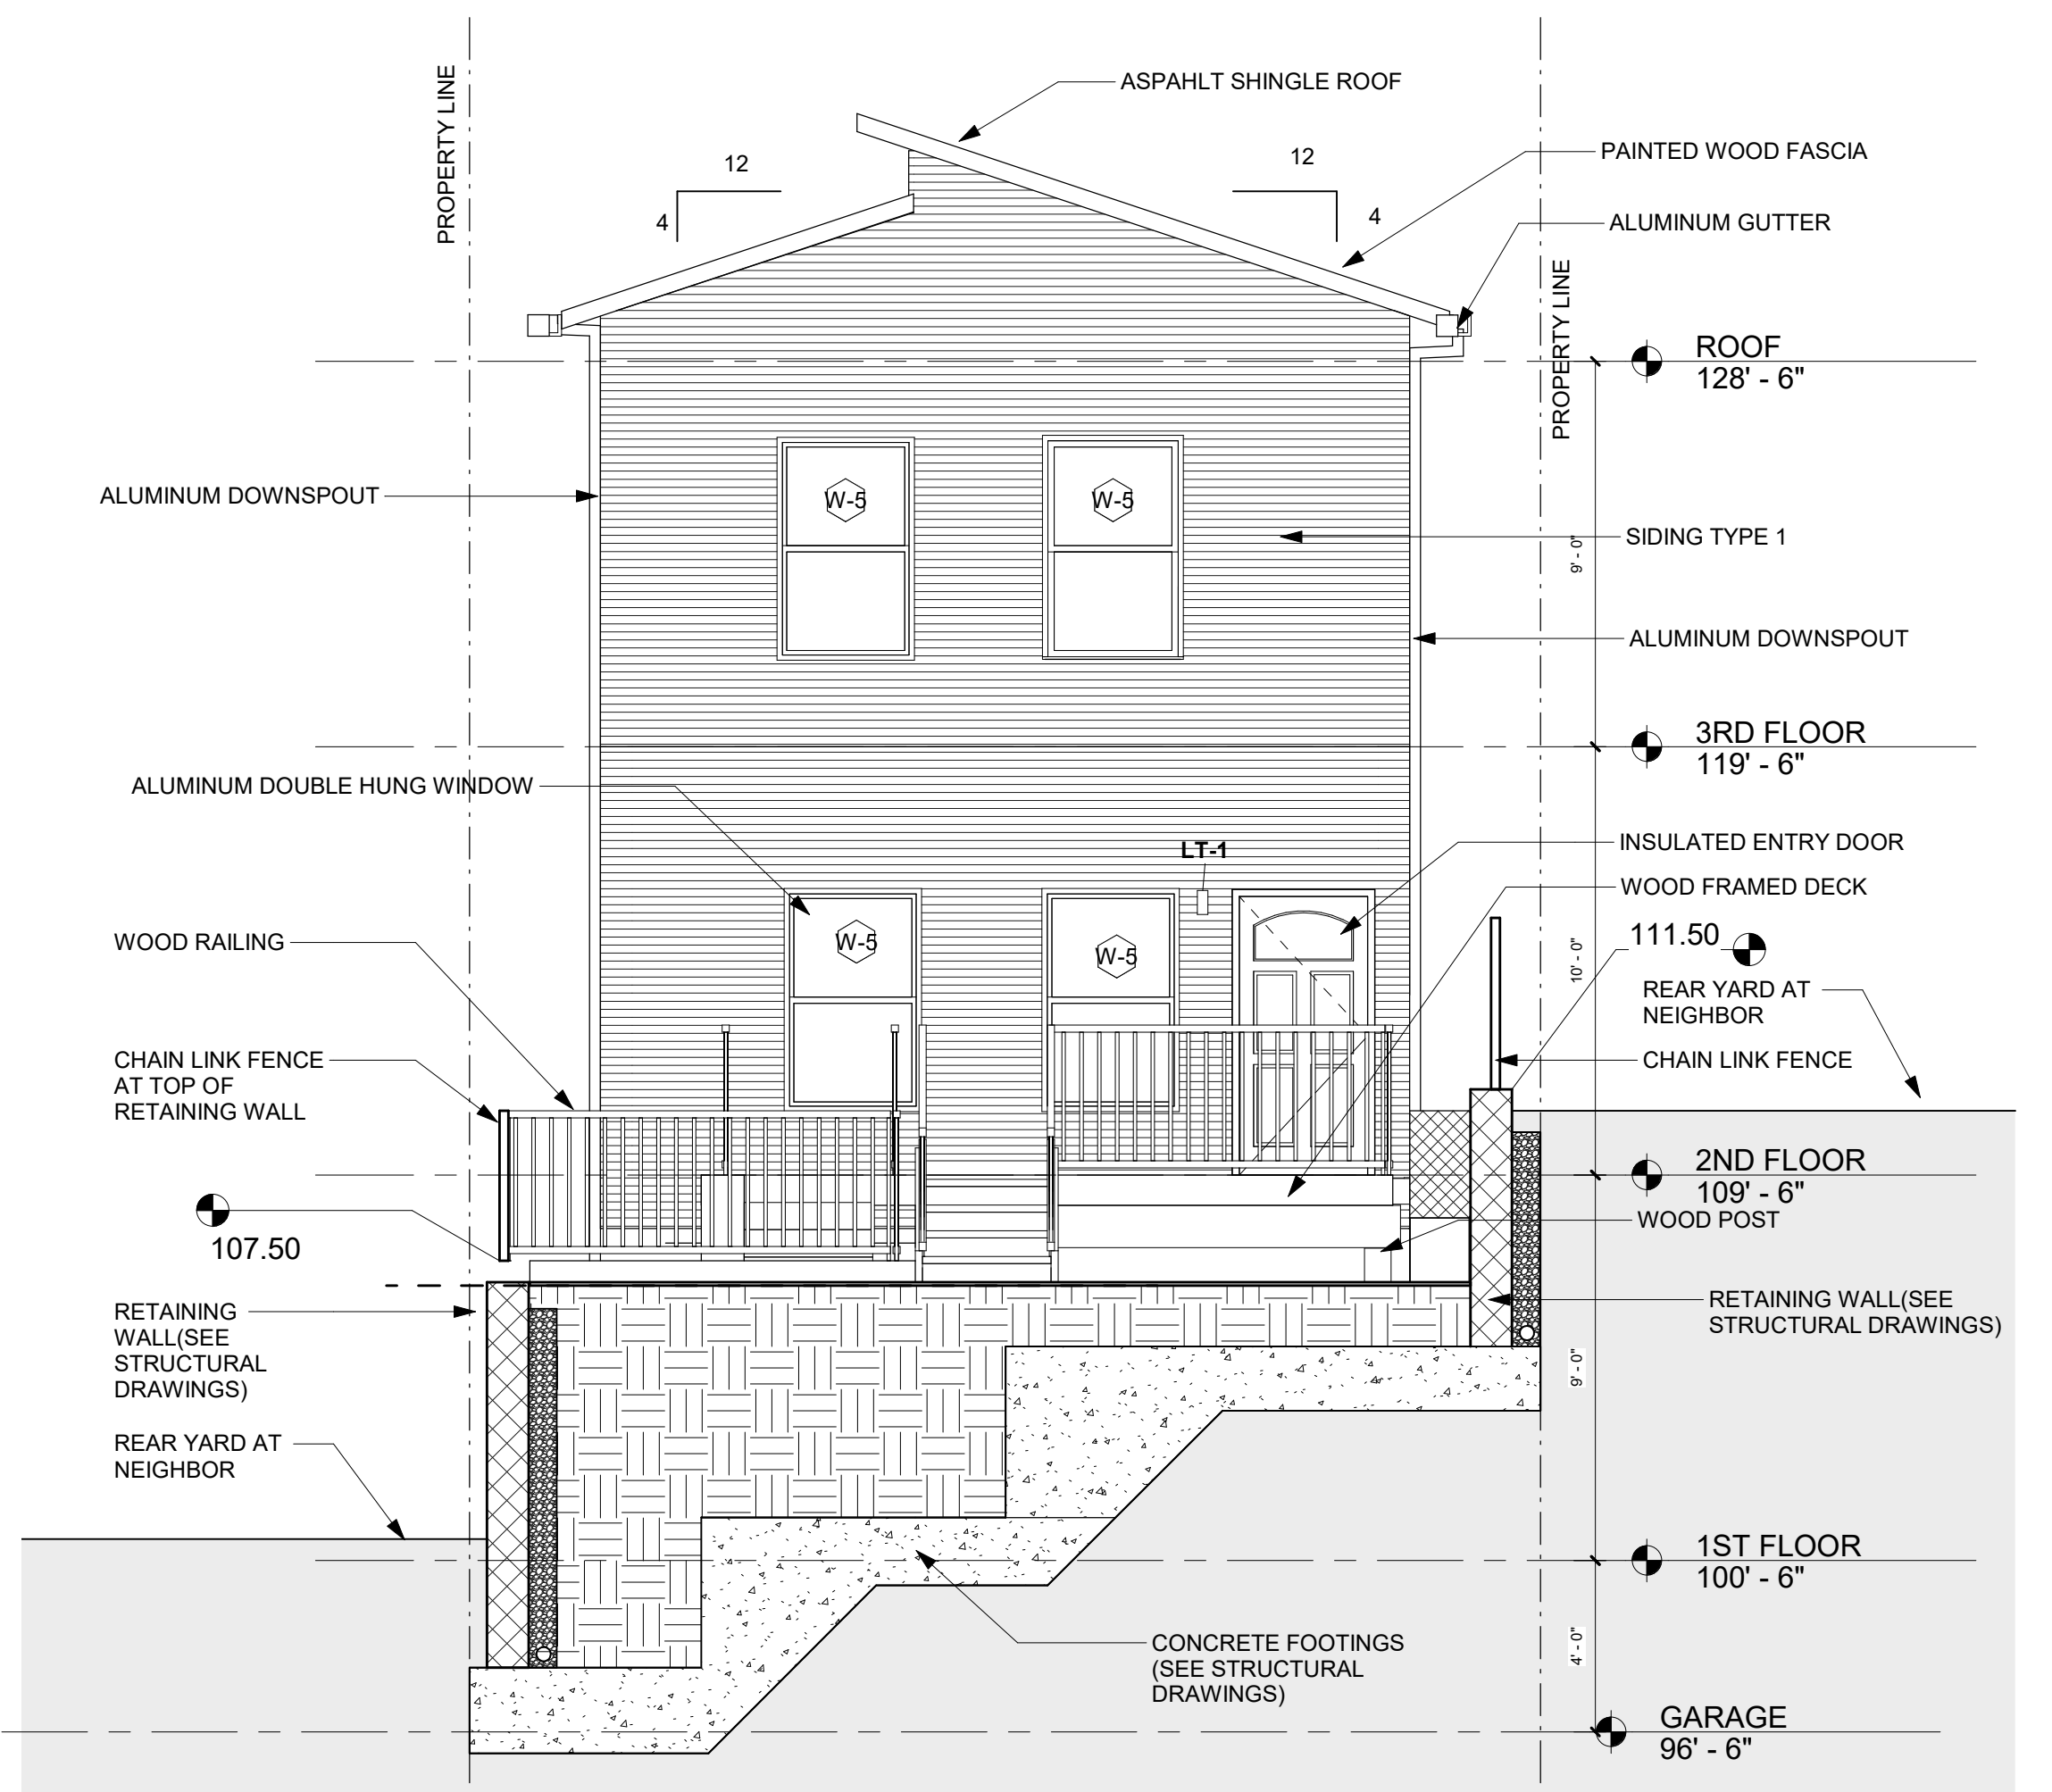 PROPERTY LINE
ASPAHLT SHINGLE ROOF
12
12
PAINTED WOOD FASCIA
4
4
ALUMINUM GUTTER
PROPERTY LINE
ROOF
128' - 6"
ALUMINUM DOWNSPOUT
W-5
W-5
SIDING TYPE 1
9' - 0"
ALUMINUM DOWNSPOUT
3RD FLOOR
119' - 6"
ALUMINUM DOUBLE HUNG WINDOW
LT-1
INSULATED ENTRY DOOR
WOOD FRAMED DECK
WOOD RAILING
W-5
W-5
111.50
10' - 0"
REAR YARD AT
NEIGHBOR
CHAIN LINK FENCE
AT TOP OF
RETAINING WALL
CHAIN LINK FENCE
2ND FLOOR
109' - 6"
107.50
WOOD POST
RETAINING
WALL(SEE
STRUCTURAL
DRAWINGS)
RETAINING WALL(SEE
STRUCTURAL DRAWINGS)
9' - 0"
REAR YARD AT
NEIGHBOR
1ST FLOOR
100' - 6"
CONCRETE FOOTINGS
(SEE STRUCTURAL
DRAWINGS)
4' - 0"
GARAGE
96' - 6"